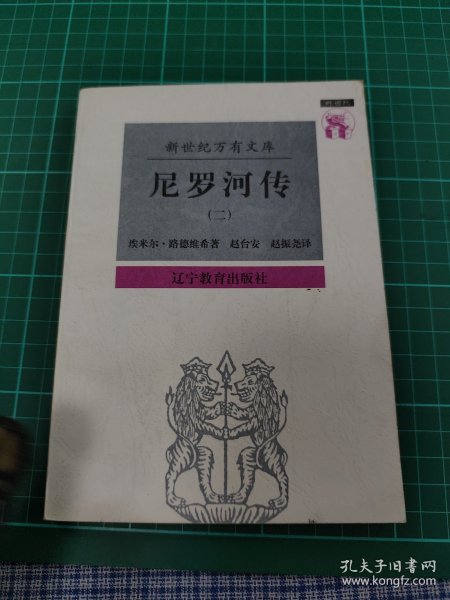 新世纪万有文库
尼罗河传
(二)
埃米尔·路德维希著 赵台安 赵振尧译
辽宁教育出版社
孔夫子旧书网
www.kongfz.com